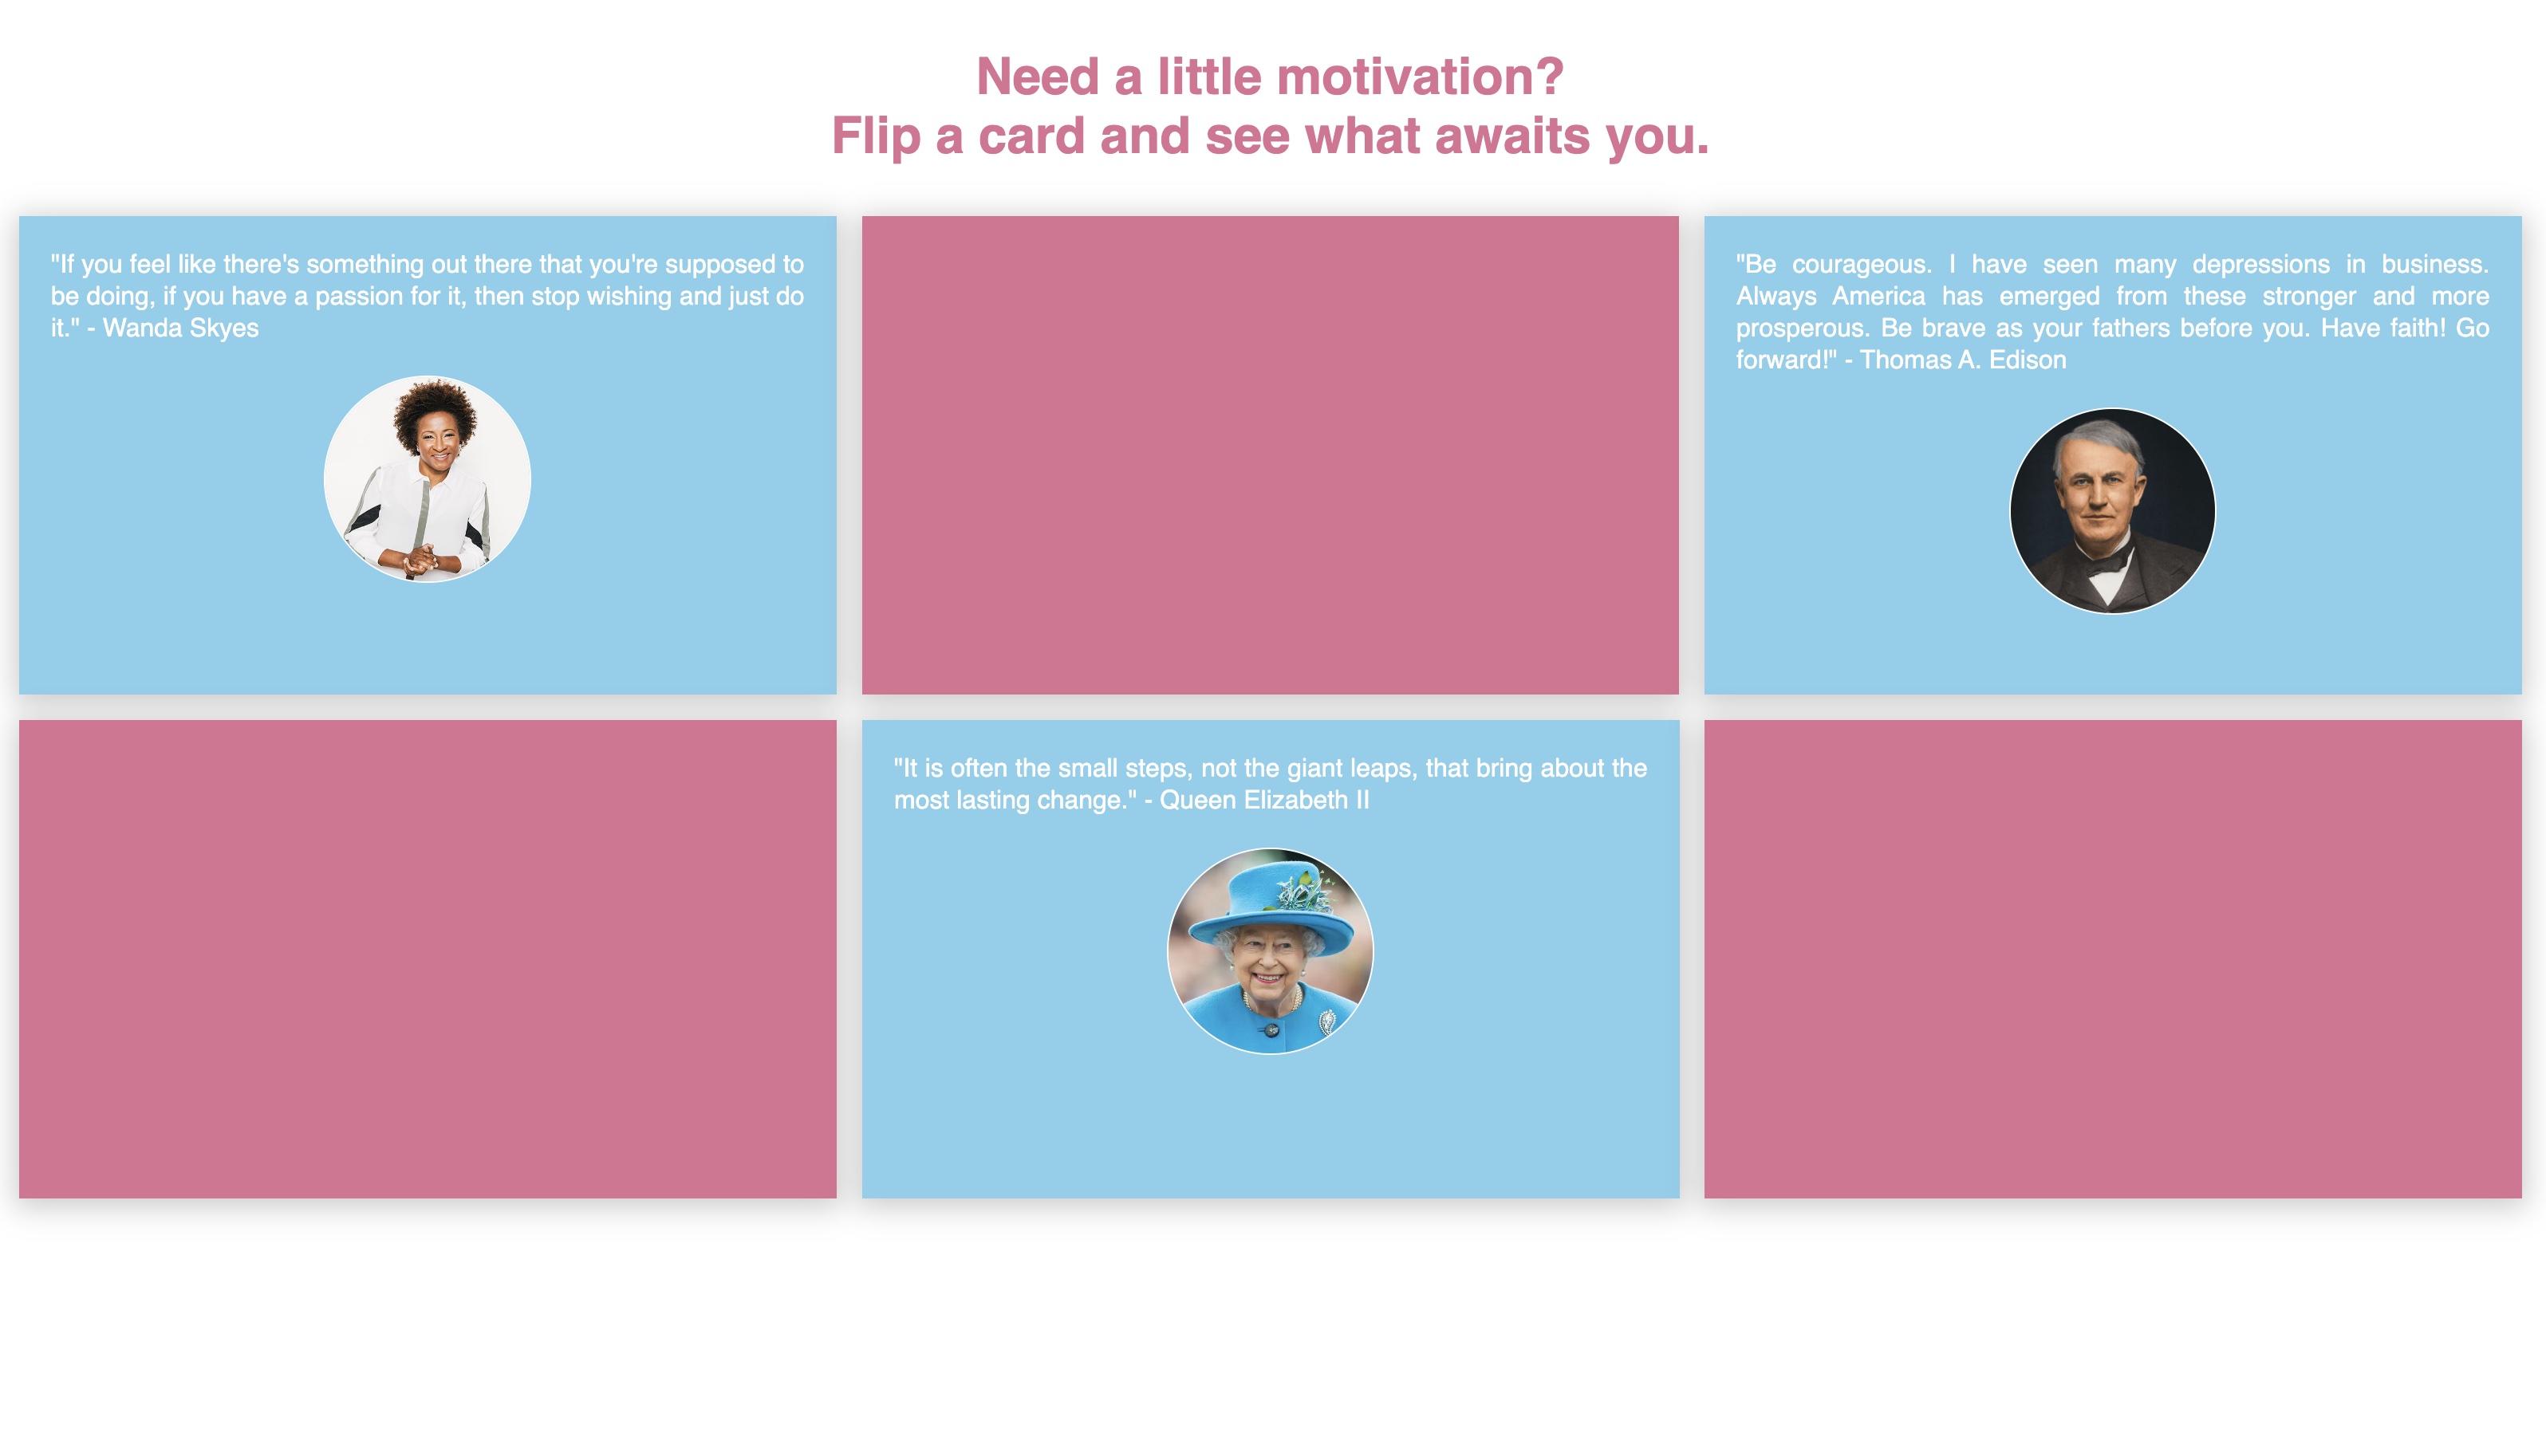 Need a little motivation?
Flip a card and see what awaits you.
"If you feel like there's something out there that you're supposed to
be doing, if you have a passion for it, then stop wishing and just do
it." - Wanda Skyes
"Be courageous. I have seen many depressions in business.
Always America has emerged from these stronger and more
prosperous. Be brave as your fathers before you. Have faith! Go
forward!" - Thomas A. Edison
"It is often the small steps, not the giant leaps, that bring about the
most lasting change." - Queen Elizabeth II